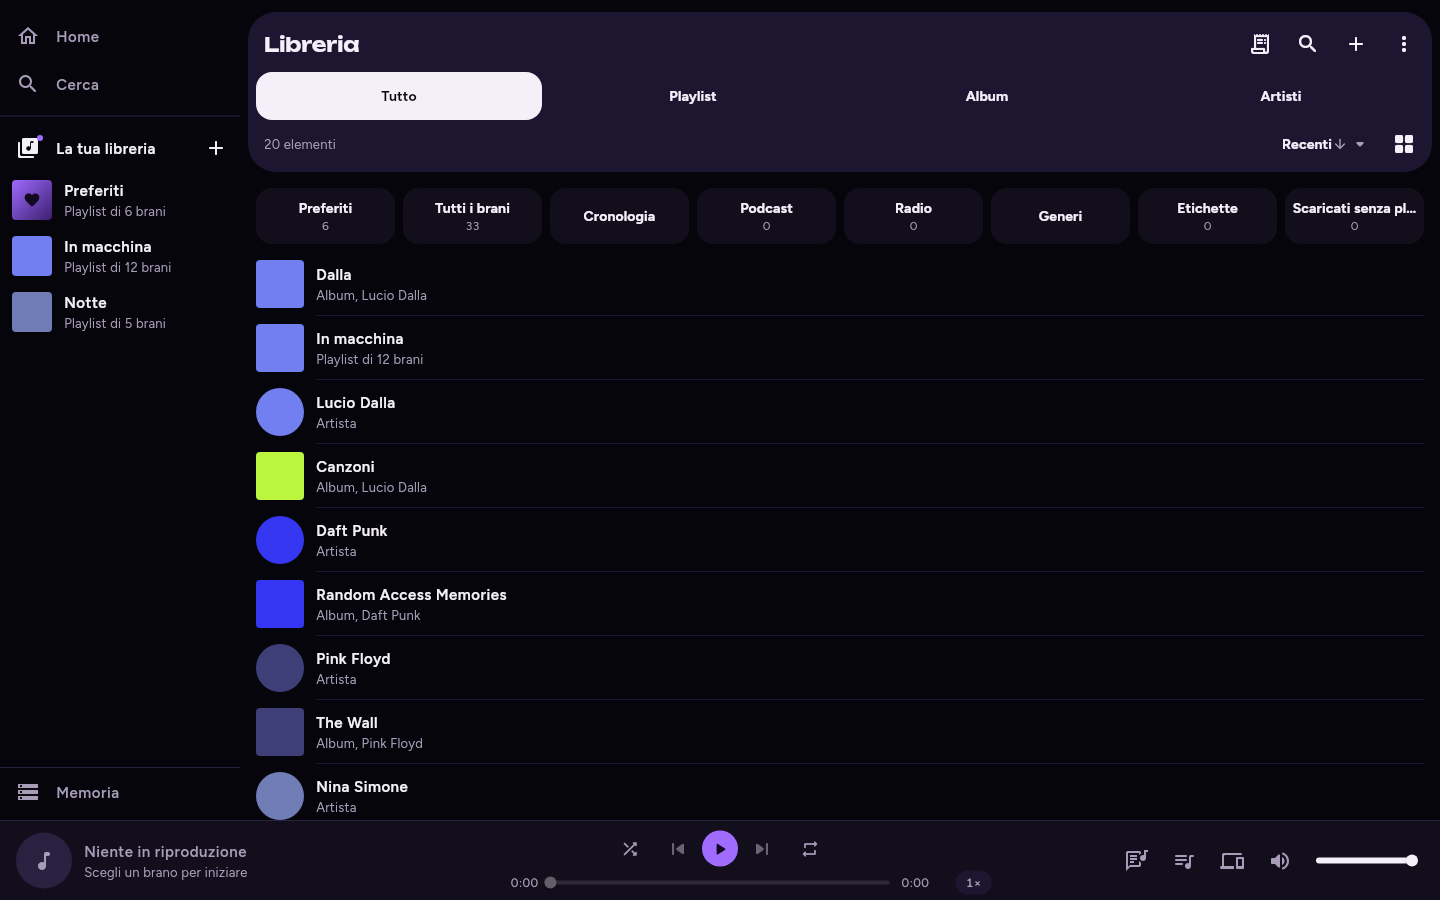 Home
Cerca
La tua libreria
Preferiti
Playlist di 6 brani
In macchina
Playlist di 12 brani
Notte
Playlist di 5 brani
Memoria
Libreria
Tutto
Playlist
Album
Artisti
20 elementi
Recenti
Preferiti
6
Tutti i brani
33
Cronologia
Podcast
0
Radio
0
Generi
Etichette
0
Scaricati senza pl...
0
Dalla
Album, Lucio Dalla
In macchina
Playlist di 12 brani
Lucio Dalla
Artista
Canzoni
Album, Lucio Dalla
Daft Punk
Artista
Random Access Memories
Album, Daft Punk
Pink Floyd
Artista
The Wall
Album, Pink Floyd
Nina Simone
Artista
Niente in riproduzione
Scegli un brano per iniziare
0:00
0:00
1×